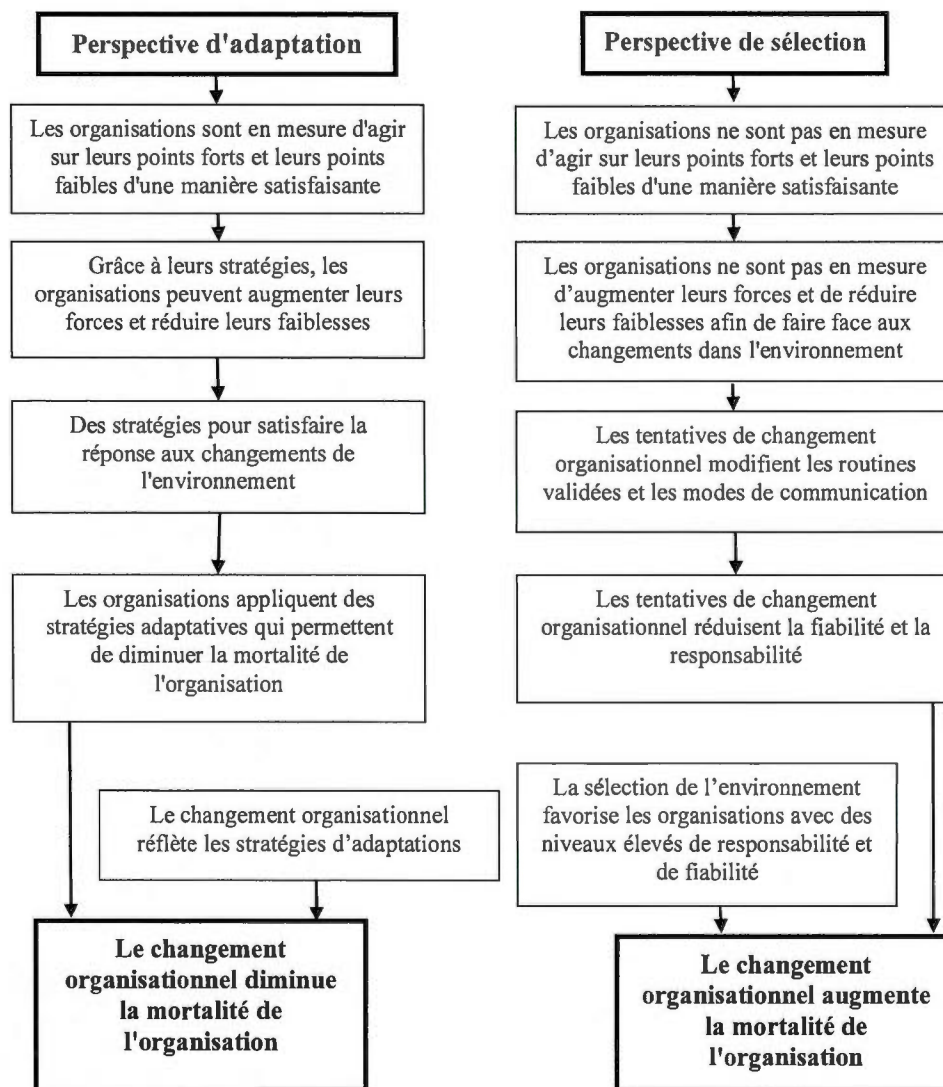 Perspective d'adaptation
Les organisations sont en mesure d'agir
sur leurs points forts et leurs points
faibles d'une manière satisfaisante
Grâce à leurs stratégies, les
organisations peuvent augmenter leurs
forces et réduire leurs faiblesses
Des stratégies pour satisfaire la
réponse aux changements de
l'environnement
Les organisations appliquent des
stratégies adaptatives qui permettent
de diminuer la mortalité de
l'organisation
Le changement organisationnel
réflète les stratégies d’adaptations
Le changement
organisationnel diminue
la mortalité de
l'organisation
Perspective de sélection
Les organisations ne sont pas en mesure
d’agir sur leurs points forts et leurs points
faibles d'une manière satisfaisante
Les organisations ne sont pas en mesure
d’augmenter leurs forces et de réduire
leurs faiblesses afin de faire face aux
changements dans l'environnement
Les tentatives de changement
organisationnel modifient les routines
validées et les modes de communication
Les tentatives de changement
organisationnel réduisent la fiabilité et la
responsabilité
La sélection de l’environnement
favorise les organisations avec des
niveaux élevés de responsabilité et
de fiabilité
Le changement
organisationnel augmente
la mortalité de
l'organisation